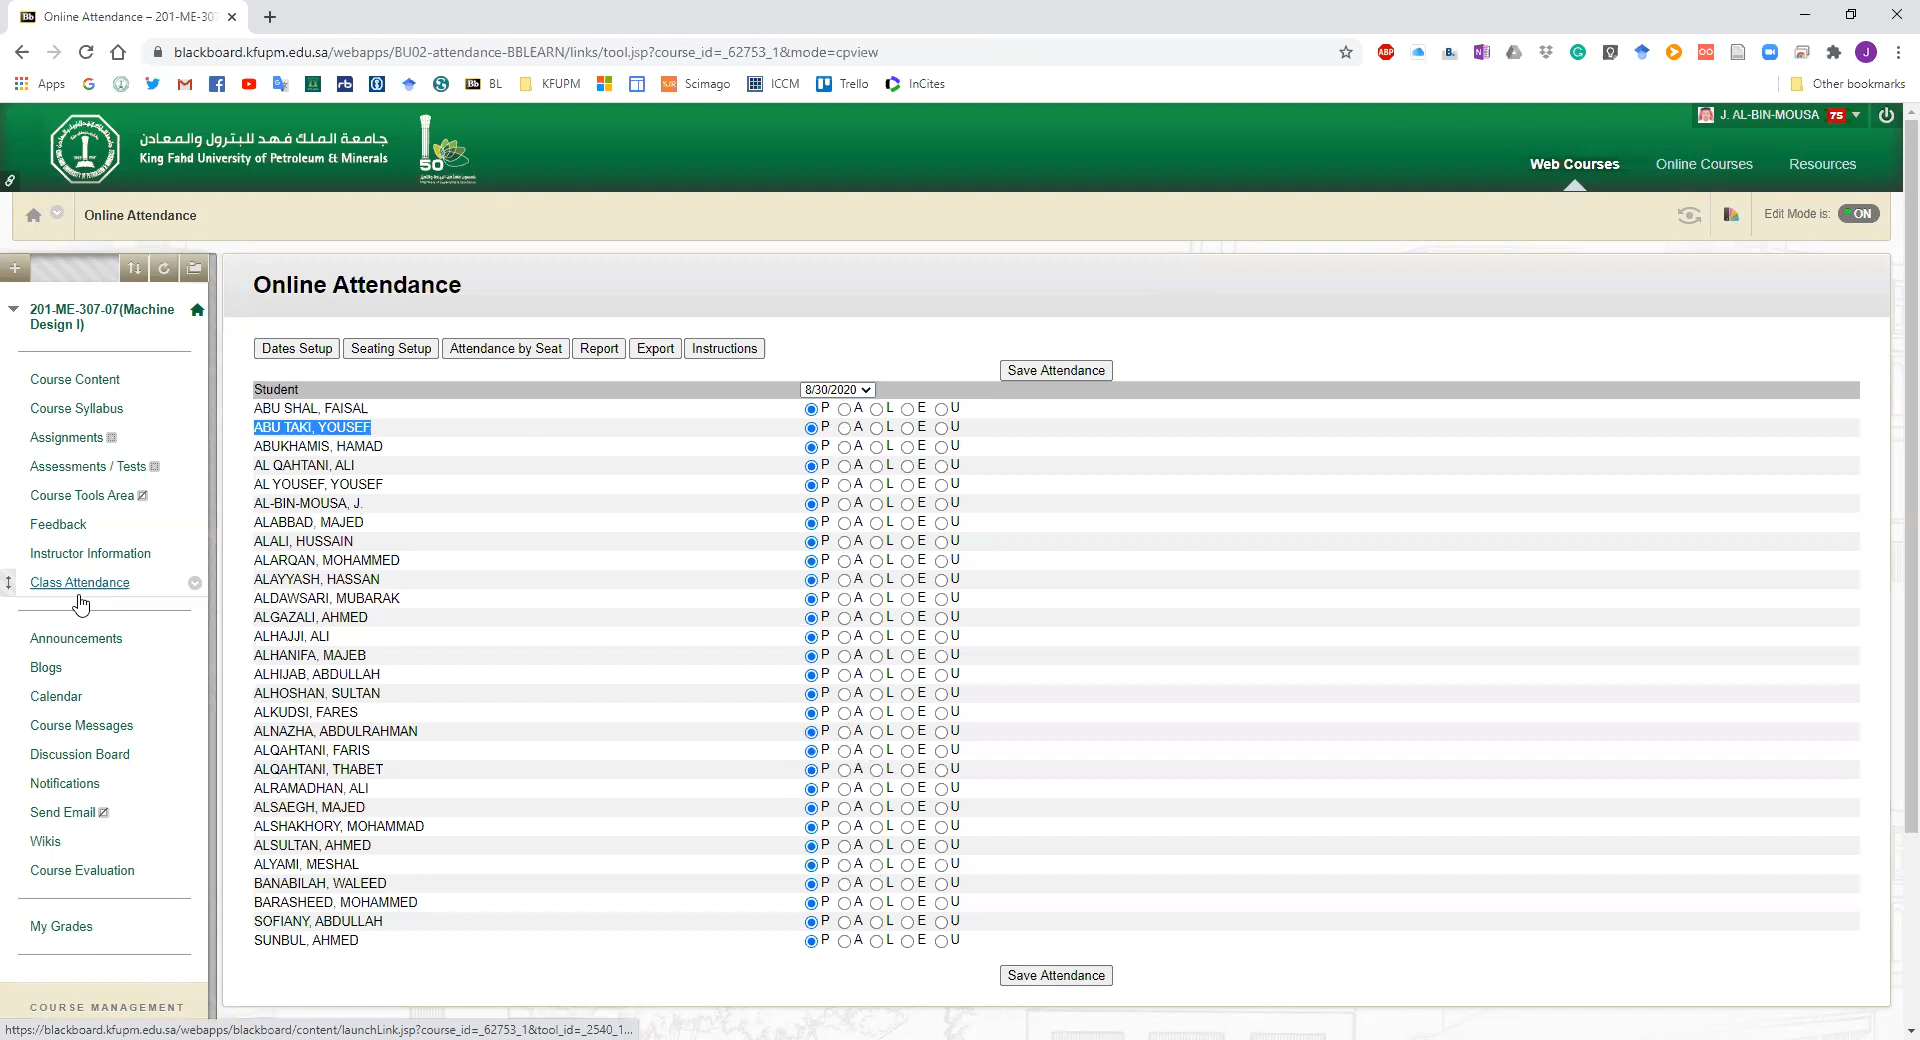 Online Attendance – 201-ME-307
blackboard.kfupm.edu.sa/webapps/BU02-attendance-BBLEARN/links/tool.jsp?course_id=_62753_1&mode=cpview
Apps
BL
KFUPM
Scimago
ICCM
Trello
InCites
Other bookmarks
J. AL-BIN-MOUSA 75
جامعة الملك فهد للبترول والمعادن
King Fahd University of Petroleum & Minerals
50
Web Courses
Online Courses
Resources
Online Attendance
Edit Mode is: ON
201-ME-307-07(Machine
Design I)
Course Content
Course Syllabus
Assignments
Assessments / Tests
Course Tools Area
Feedback
Instructor Information
Class Attendance
Announcements
Blogs
Calendar
Course Messages
Discussion Board
Notifications
Send Email
Wikis
Course Evaluation
My Grades
COURSE MANAGEMENT
Online Attendance
Dates Setup
Seating Setup
Attendance by Seat
Report
Export
Instructions
Save Attendance
Student 8/30/2020
ABU SHAL, FAISAL P A L E U
ABU TAKI, YOUSEF P A L E U
ABUKHAMIS, HAMAD P A L E U
AL QAHTANI, ALI P A L E U
AL YOUSEF, YOUSEF P A L E U
AL-BIN-MOUSA, J. P A L E U
ALABBAD, MAJED P A L E U
ALALI, HUSSAIN P A L E U
ALARQAN, MOHAMMED P A L E U
ALAYYASH, HASSAN P A L E U
ALDAWSARI, MUBARAK P A L E U
ALGAZALI, AHMED P A L E U
ALHAJJI, ALI P A L E U
ALHANIFA, MAJEB P A L E U
ALHIJAB, ABDULLAH P A L E U
ALHOSHAN, SULTAN P A L E U
ALKUDSI, FARES P A L E U
ALNAZHA, ABDULRAHMAN P A L E U
ALQAHTANI, FARIS P A L E U
ALQAHTANI, THABET P A L E U
ALRAMADHAN, ALI P A L E U
ALSAEGH, MAJED P A L E U
ALSHAKHORY, MOHAMMAD P A L E U
ALSULTAN, AHMED P A L E U
ALYAMI, MESHAL P A L E U
BANABILAH, WALEED P A L E U
BARASHEED, MOHAMMED P A L E U
SOFIANY, ABDULLAH P A L E U
SUNBUL, AHMED P A L E U
Save Attendance
https://blackboard.kfupm.edu.sa/webapps/blackboard/content/launchLink.jsp?course_id=_62753_1&tool_id=_2540_1...